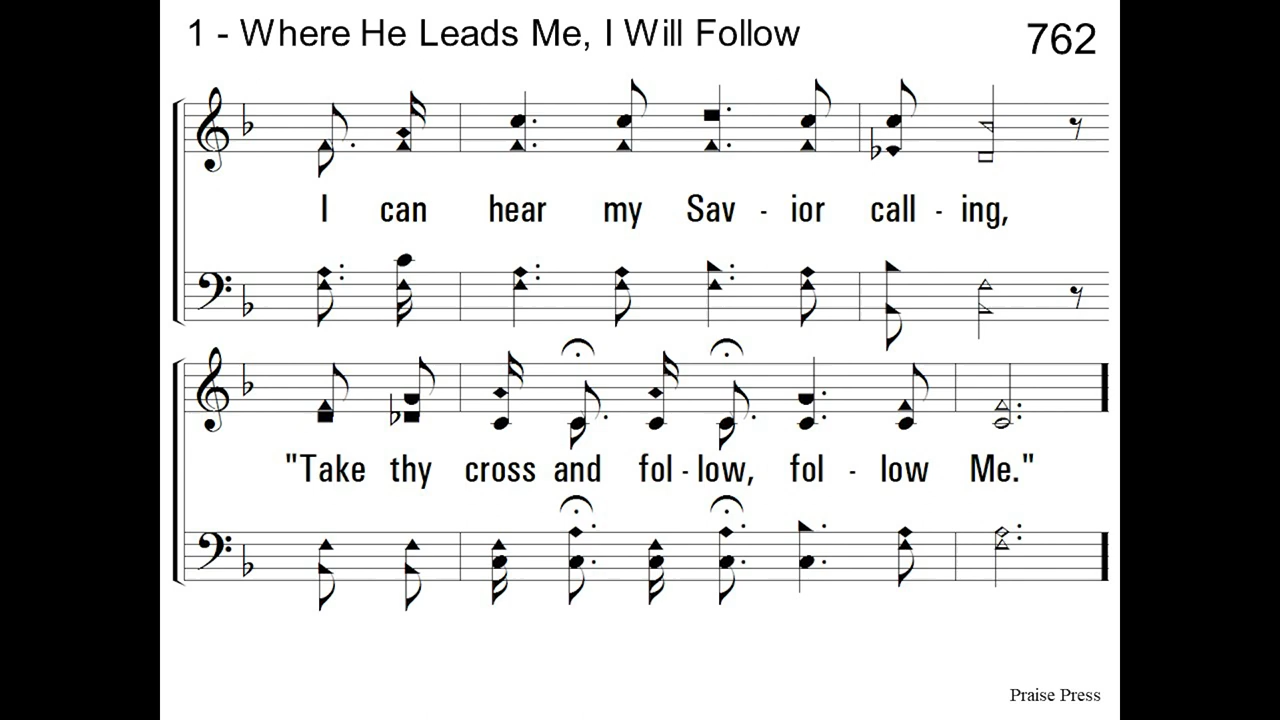 1 - Where He Leads Me, I Will Follow
762
I can hear my Sav - ior call - ing,
"Take thy cross and fol - low, fol - low Me."
Praise Press